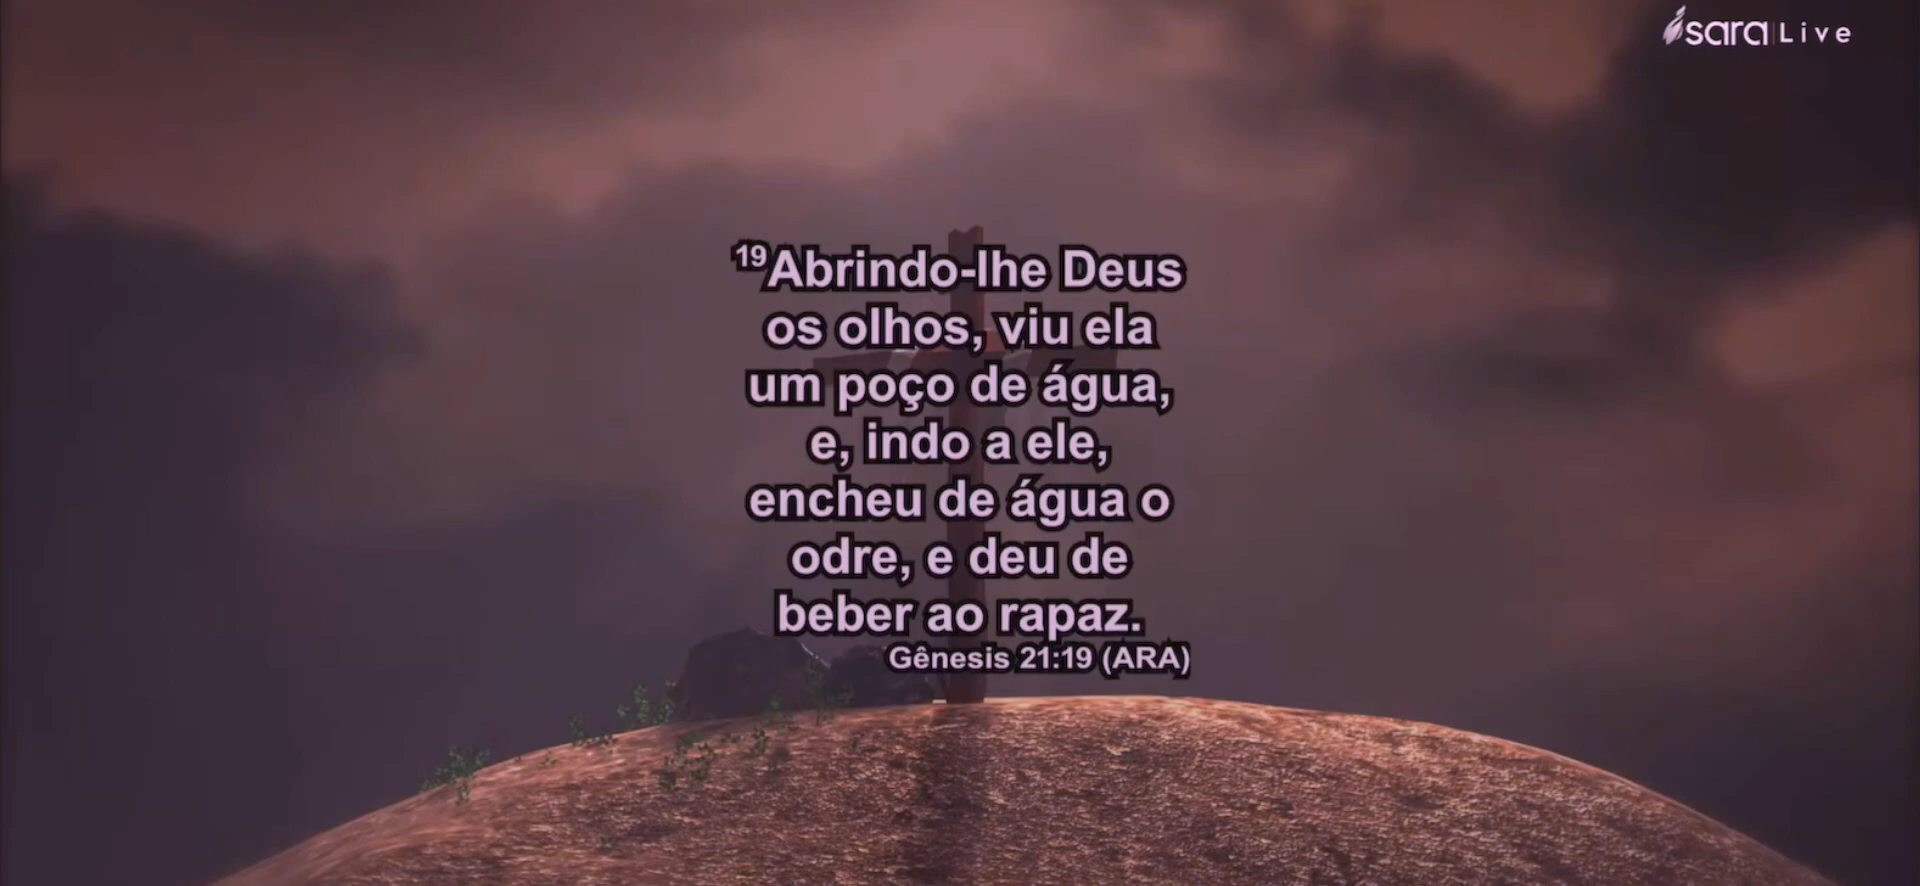 sara Live
¹⁹Abrindo-lhe Deus
os olhos, viu ela
um poço de água,
e, indo a ele,
encheu de água o
odre, e deu de
beber ao rapaz.
Gênesis 21:19 (ARA)